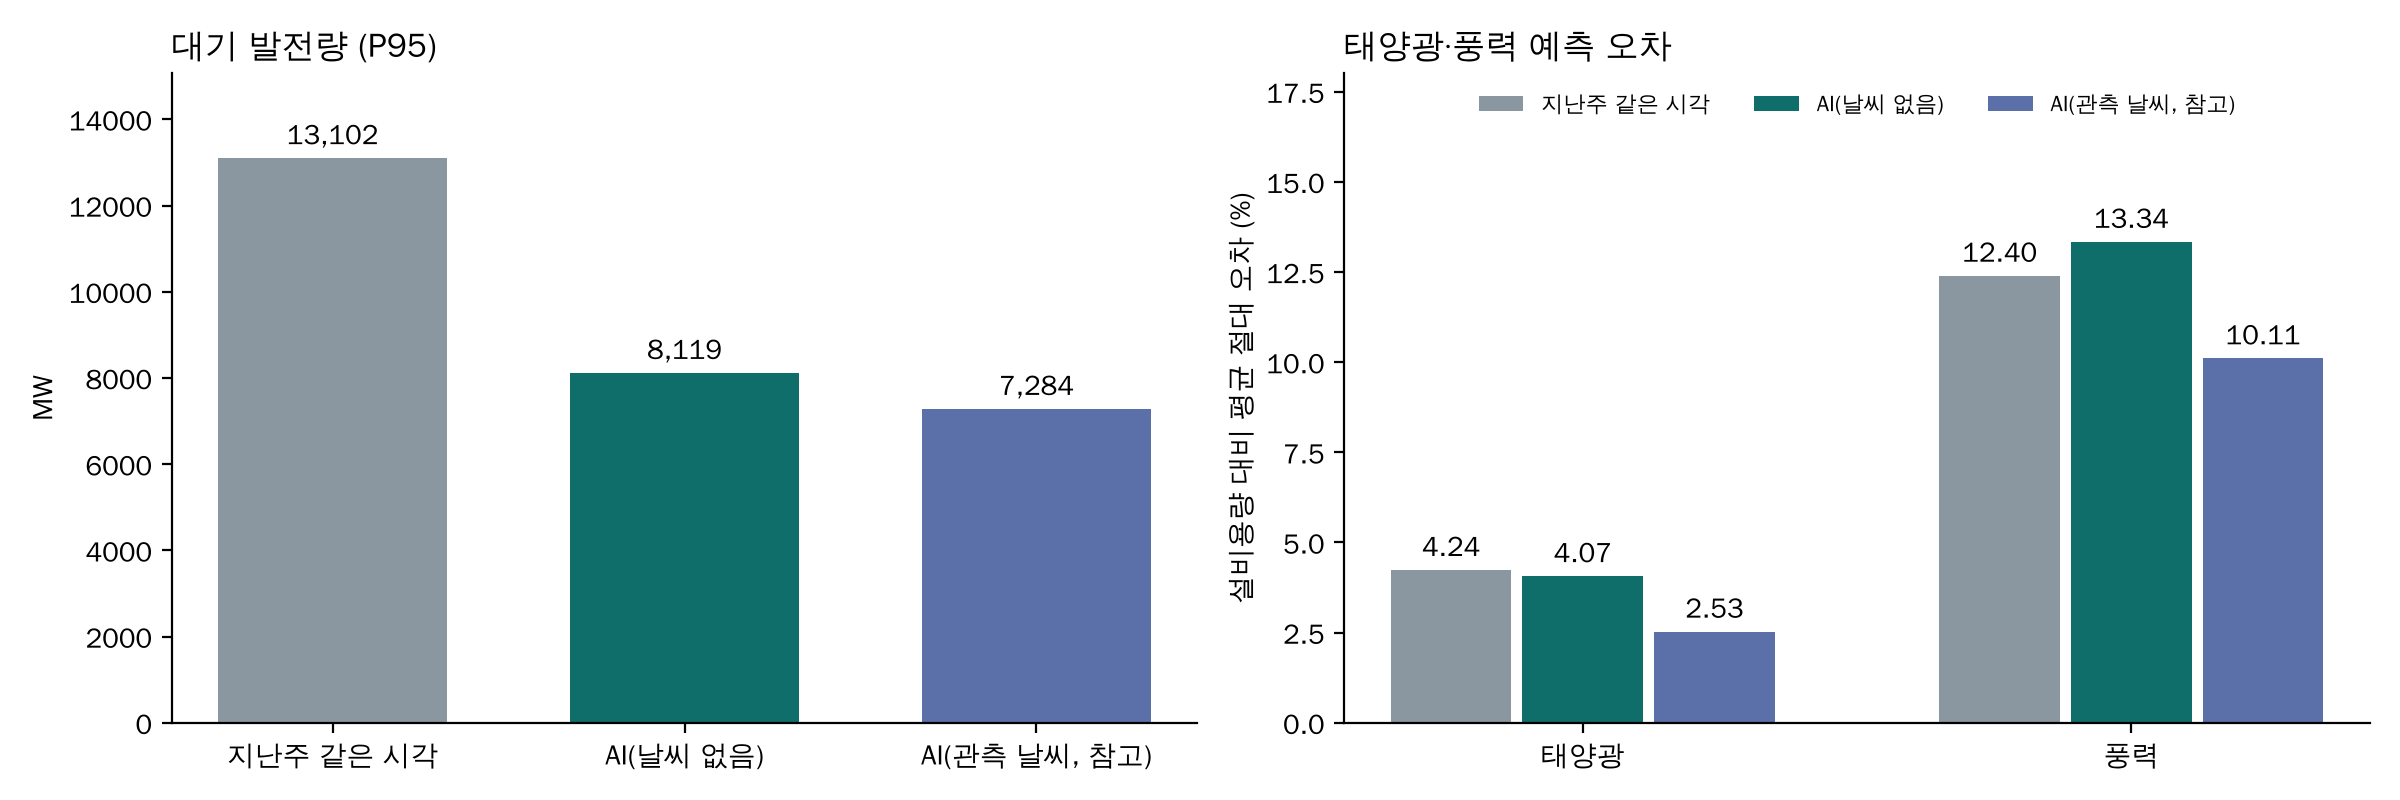 대기 발전량 (P95)
MW
14000
12000
10000
8000
6000
4000
2000
0
13,102
8,119
7,284
지난주 같은 시각
AI(날씨 없음)
AI(관측 날씨, 참고)
태양광·풍력 예측 오차
설비용량 대비 평균 절대 오차 (%)
17.5
15.0
12.5
10.0
7.5
5.0
2.5
0.0
지난주 같은 시각
AI(날씨 없음)
AI(관측 날씨, 참고)
4.24
4.07
2.53
12.40
13.34
10.11
태양광
풍력